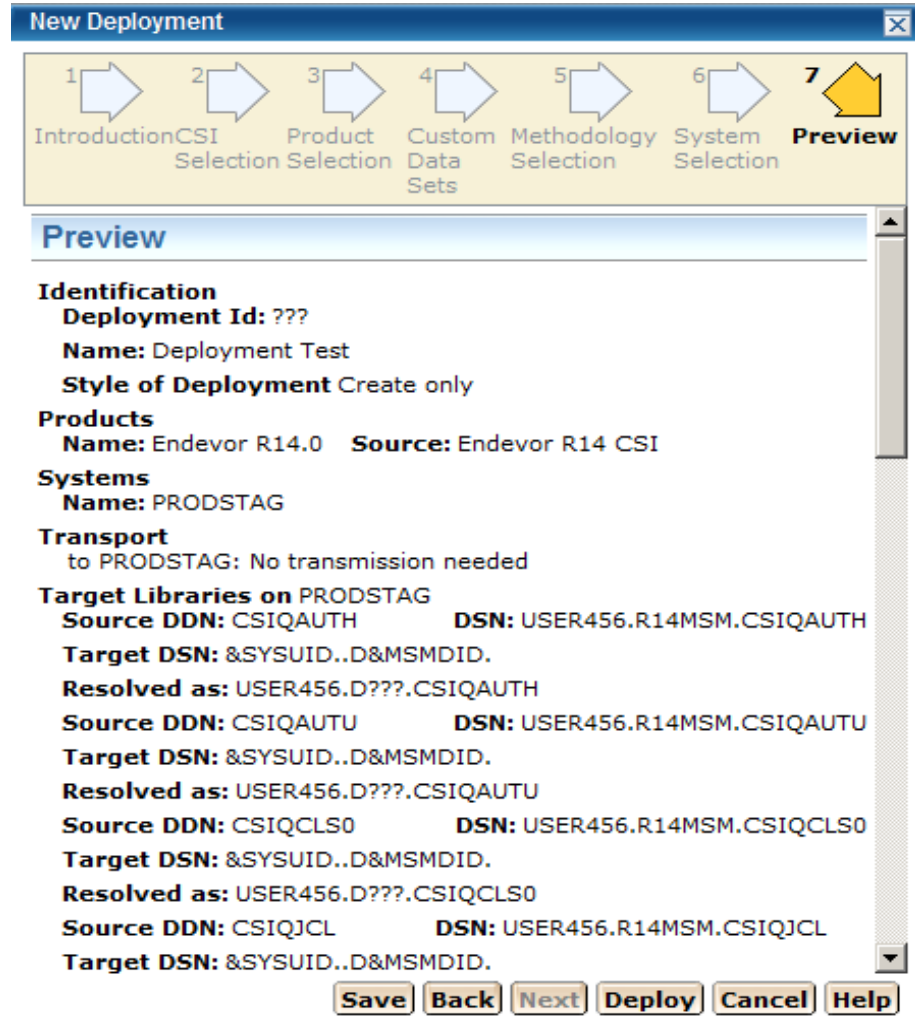 New Deployment
1 2 3 4 5 6 7
Introduction CSI Selection Product Selection Custom Data Sets Methodology Selection System Selection Preview
Preview
Identification
Deployment Id: ???
Name: Deployment Test
Style of Deployment Create only
Products
Name: Endevor R14.0 Source: Endevor R14 CSI
Systems
Name: PRODSTAG
Transport
to PRODSTAG: No transmission needed
Target Libraries on PRODSTAG
Source DDN: CSIQAUTH DSN: USER456.R14MSM.CSIQAUTH
Target DSN: &SYSUID..D&MSMDID.
Resolved as: USER456.D???.CSIQAUTH
Source DDN: CSIQAUTU DSN: USER456.R14MSM.CSIQAUTU
Target DSN: &SYSUID..D&MSMDID.
Resolved as: USER456.D???.CSIQAUTU
Source DDN: CSIQCLS0 DSN: USER456.R14MSM.CSIQCLS0
Target DSN: &SYSUID..D&MSMDID.
Resolved as: USER456.D???.CSIQCLS0
Source DDN: CSIQJCL DSN: USER456.R14MSM.CSIQJCL
Target DSN: &SYSUID..D&MSMDID.
Save Back Next Deploy Cancel Help